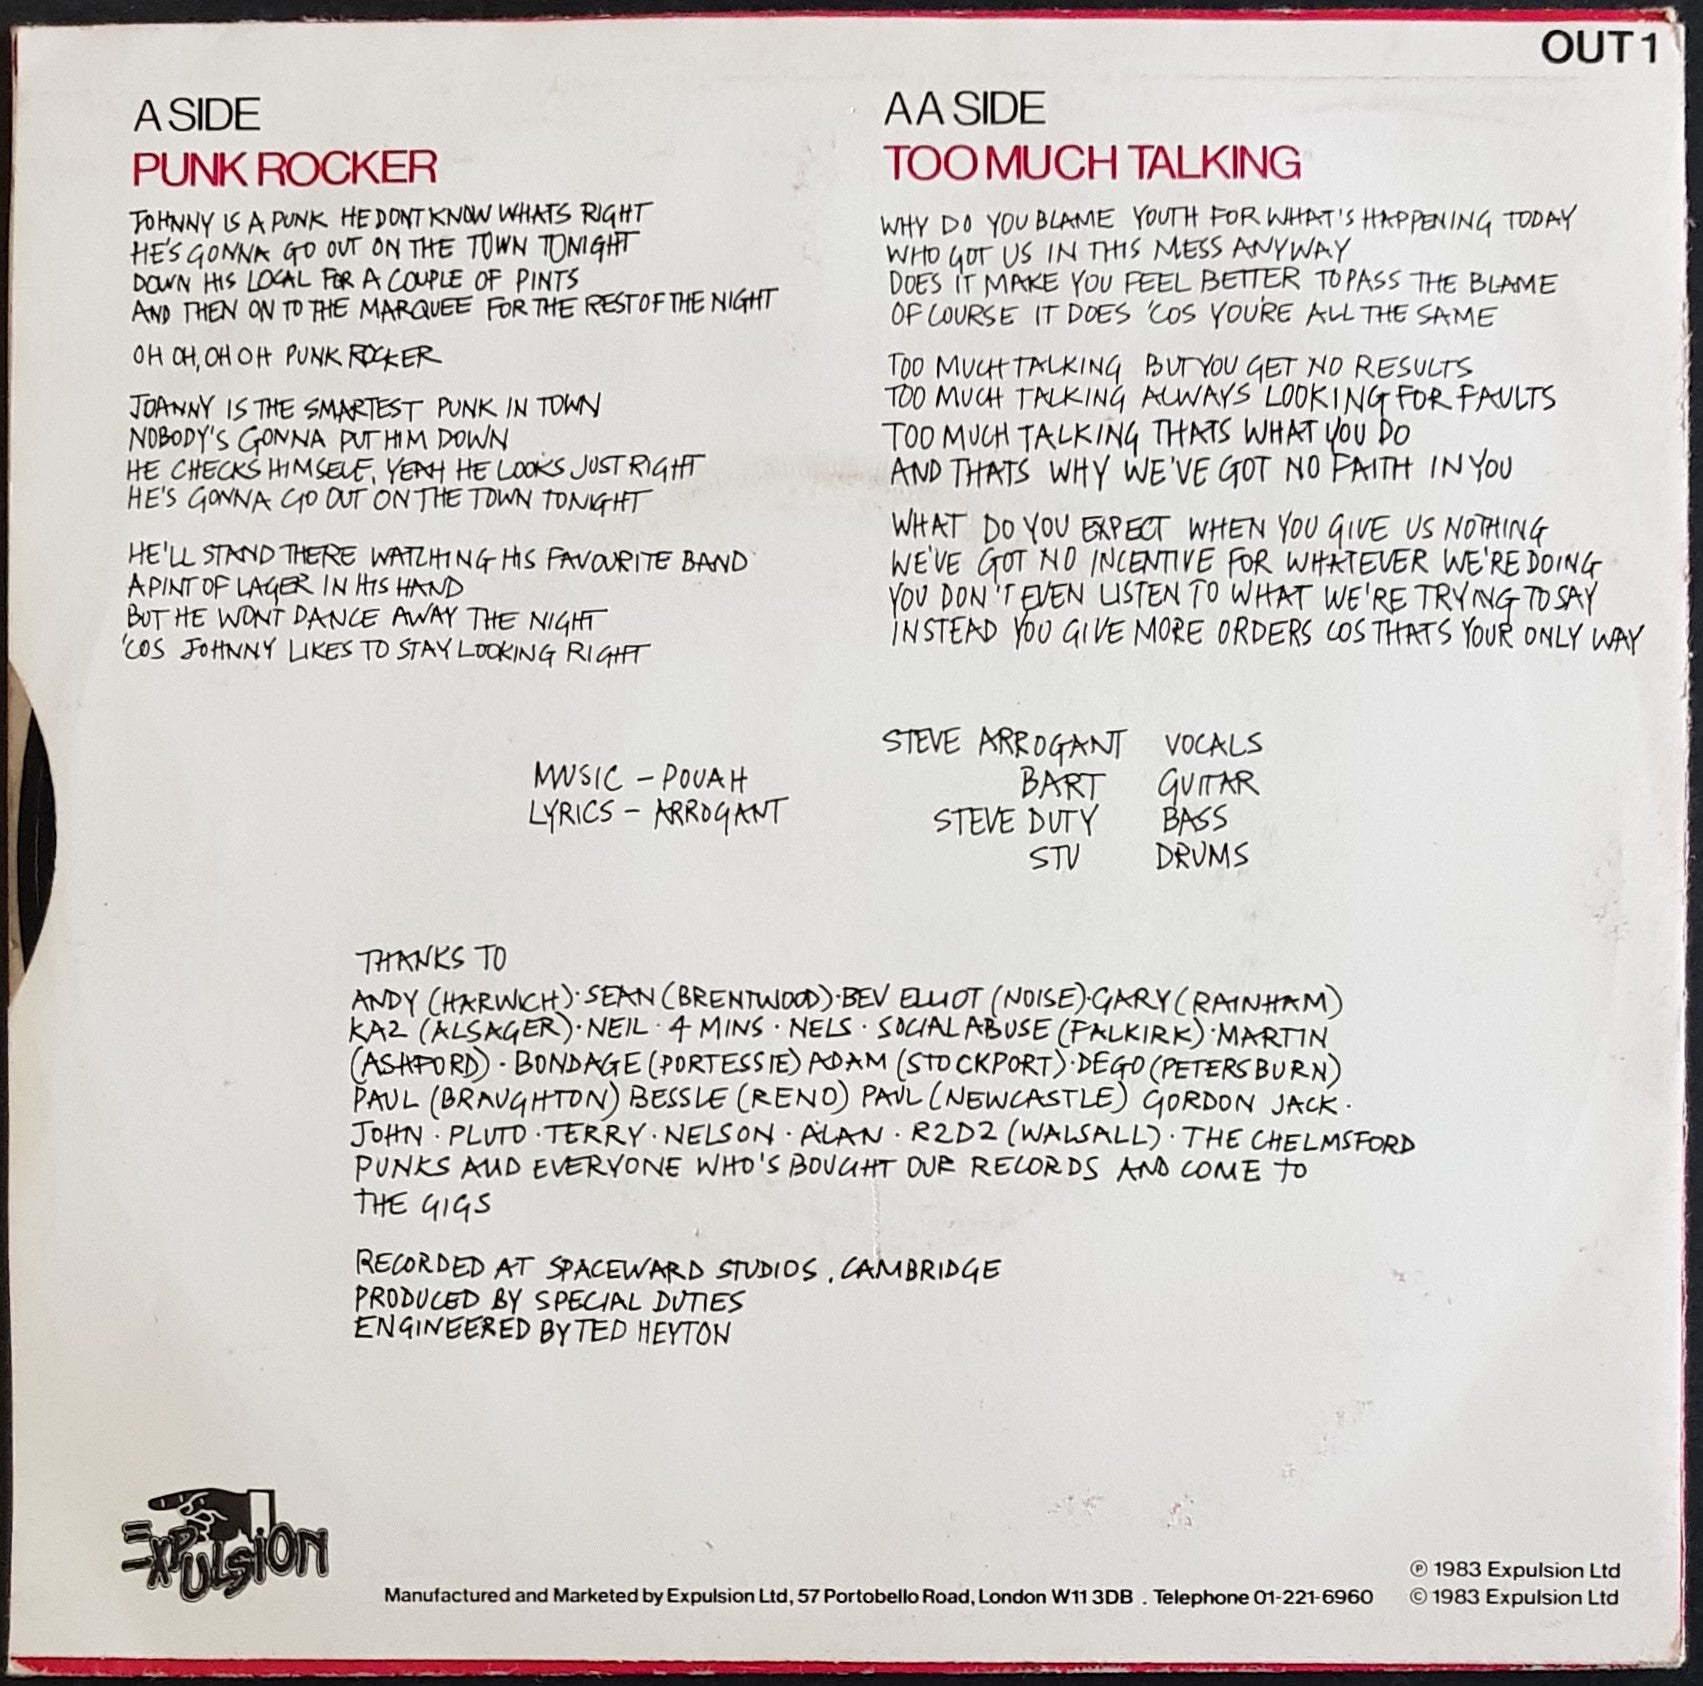 OUT 1
A SIDE
PUNK ROCKER
JOHNNY IS A PUNK HE DONT KNOW WHATS RIGHT
HE'S GONNA GO OUT ON THE TOWN TONIGHT
DOWN HIS LOCAL FOR A COUPLE OF PINTS
AND THEN ON TO THE MARQUEE FOR THE REST OF THE NIGHT
OH OH, OH OH PUNK ROCKER
JOANNY IS THE SMARTEST PUNK IN TOWN
NOBODY'S GONNA PUT HIM DOWN
HE CHECKS HIMSELF, YEAH HE LOOKS JUST RIGHT
HE'S GONNA GO OUT ON THE TOWN TONIGHT
HE'LL STAND THERE WATCHING HIS FAVOURITE BAND
A PINT OF LAGER IN HIS HAND
BUT HE WONT DANCE AWAY THE NIGHT
'COS JOHNNY LIKES TO STAY LOOKING RIGHT
AA SIDE
TOO MUCH TALKING
WHY DO YOU BLAME YOUTH FOR WHAT'S HAPPENING TODAY
WHO GOT US IN THIS MESS ANYWAY
DOES IT MAKE YOU FEEL BETTER TO PASS THE BLAME
OF COURSE IT DOES 'COS YOU'RE ALL THE SAME
TOO MUCH TALKING BUT YOU GET NO RESULTS
TOO MUCH TALKING ALWAYS LOOKING FOR FAULTS
TOO MUCH TALKING THATS WHAT YOU DO
AND THATS WHY WE'VE GOT NO FAITH IN YOU
WHAT DO YOU EXPECT WHEN YOU GIVE US NOTHING
WE'VE GOT NO INCENTIVE FOR WHATEVER WE'RE DOING
YOU DON'T EVEN LISTEN TO WHAT WE'RE TRYING TO SAY
INSTEAD YOU GIVE MORE ORDERS COS THATS YOUR ONLY WAY
MUSIC - POUAH
LYRICS - ARROGANT
STEVE ARROGANT VOCALS
BART GUITAR
STEVE DUTY BASS
STU DRUMS
THANKS TO
ANDY (HARWICH) · SEAN (BRENTWOOD) · BEV ELLIOT (NOISE) · GARY (RAINHAM)
KAZ (ALSAGER) · NEIL · 4 MINS · NELS · SOCIAL ABUSE (FALKIRK) · MARTIN
(ASHFORD) · BONDAGE (PORTESSIE) ADAM (STOCKPORT) · DEGO (PETERSBURN)
PAUL (BRAUGHTON) BESSLE (RENO) PAUL (NEWCASTLE) GORDON JACK ·
JOHN · PLUTO · TERRY · NELSON · ALAN · R2D2 (WALSALL) · THE CHELMSFORD
PUNKS AND EVERYONE WHO'S BOUGHT OUR RECORDS AND COME TO
THE GIGS
RECORDED AT SPACEWARD STUDIOS, CAMBRIDGE
PRODUCED BY SPECIAL DUTIES
ENGINEERED BY TED HEYTON
EXPULSION
Manufactured and Marketed by Expulsion Ltd, 57 Portobello Road, London W11 3DB . Telephone 01-221-6960
℗ 1983 Expulsion Ltd
© 1983 Expulsion Ltd